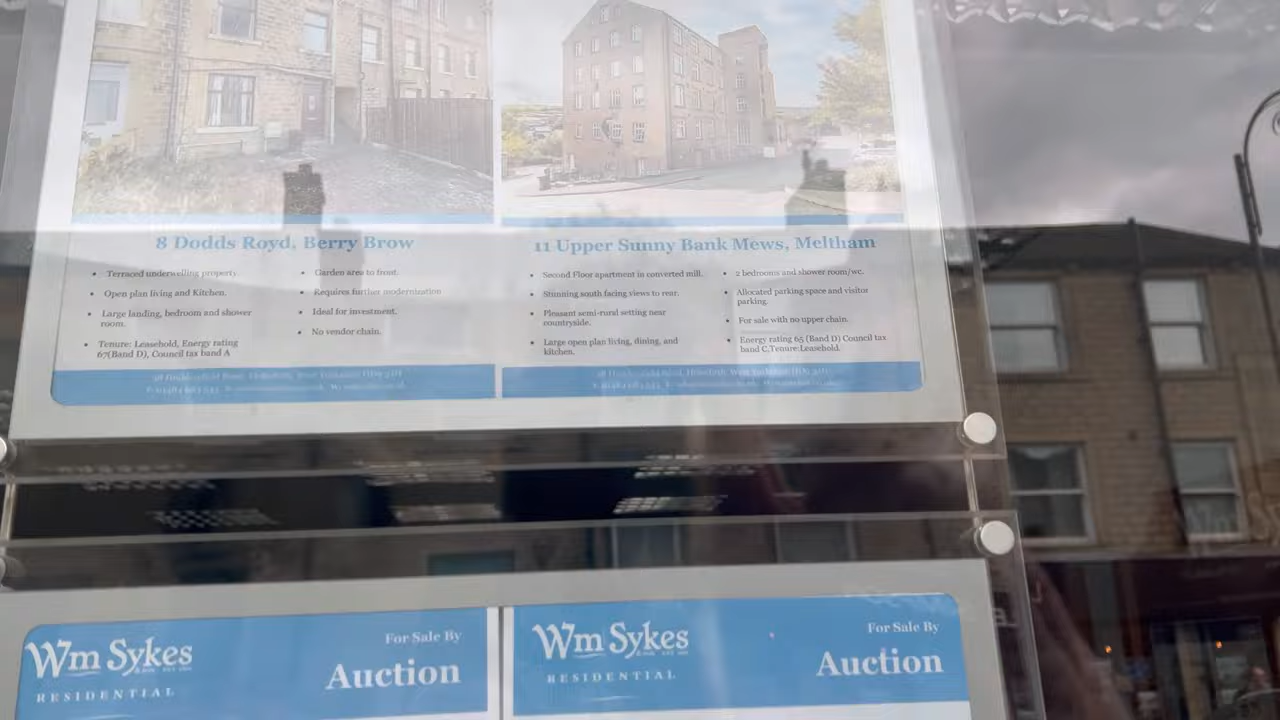 8 Dodds Royd, Berry Brow
Terraced underwelling property.
Open plan living and Kitchen.
Large landing, bedroom and shower
room.
Tenure: Leasehold, Energy rating
67(Band D), Council tax band A
Garden area to front.
Requires further modernization
Ideal for investment.
No vendor chain.
11 Upper Sunny Bank Mews, Meltham
Second Floor apartment in converted mill.
Stunning south facing views to rear.
Pleasant semi-rural setting near
countryside.
Large open plan living, dining, and
kitchen.
2 bedrooms and shower room/wc.
Allocated parking space and visitor
parking.
For sale with no upper chain.
Energy rating 65 (Band D) Council tax
band C,Tenure:Leasehold.
Wm Sykes
RESIDENTIAL
For Sale By
Auction
Wm Sykes
RESIDENTIAL
For Sale By
Auction